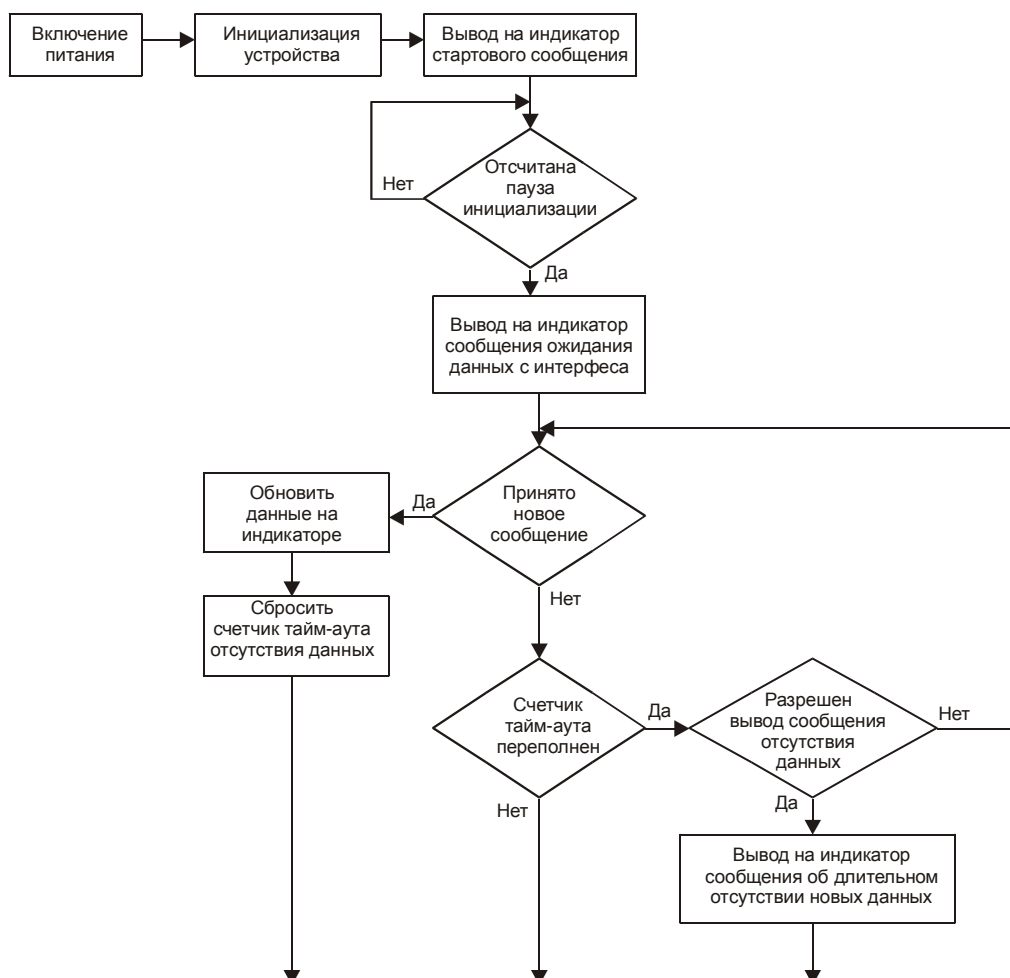 Включение
питания
Инициализация
устройства
Вывод на индикатор
стартового сообщения
Отсчитана
пауза
инициализации
Нет
Да
Вывод на индикатор
сообщения ожидания
данных с интерфеса
Принято
новое
сообщение
Да
Обновить
данные на
индикаторе
Сбросить
счетчик тайм-аута
отсутствия данных
Нет
Счетчик
тайм-аута
переполнен
Да
Разрешен
вывод сообщения
отсутствия
данных
Нет
Нет
Да
Вывод на индикатор
сообщения об длительном
отсутствии новых данных